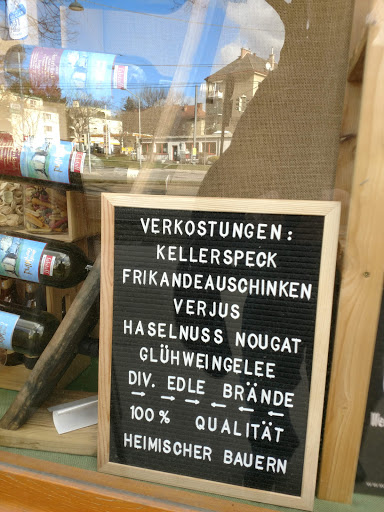 VERKOSTUNGEN:
KELLERSPECK
FRIKANDEAUSCHINKEN
VERJUS
HASELNUSS NOUGAT
GLÜHWEINGELEE
DIV. EDLE BRÄNDE
→ ← → ← → ←
100% QUALITÄT
HEIMISCHER BAUERN